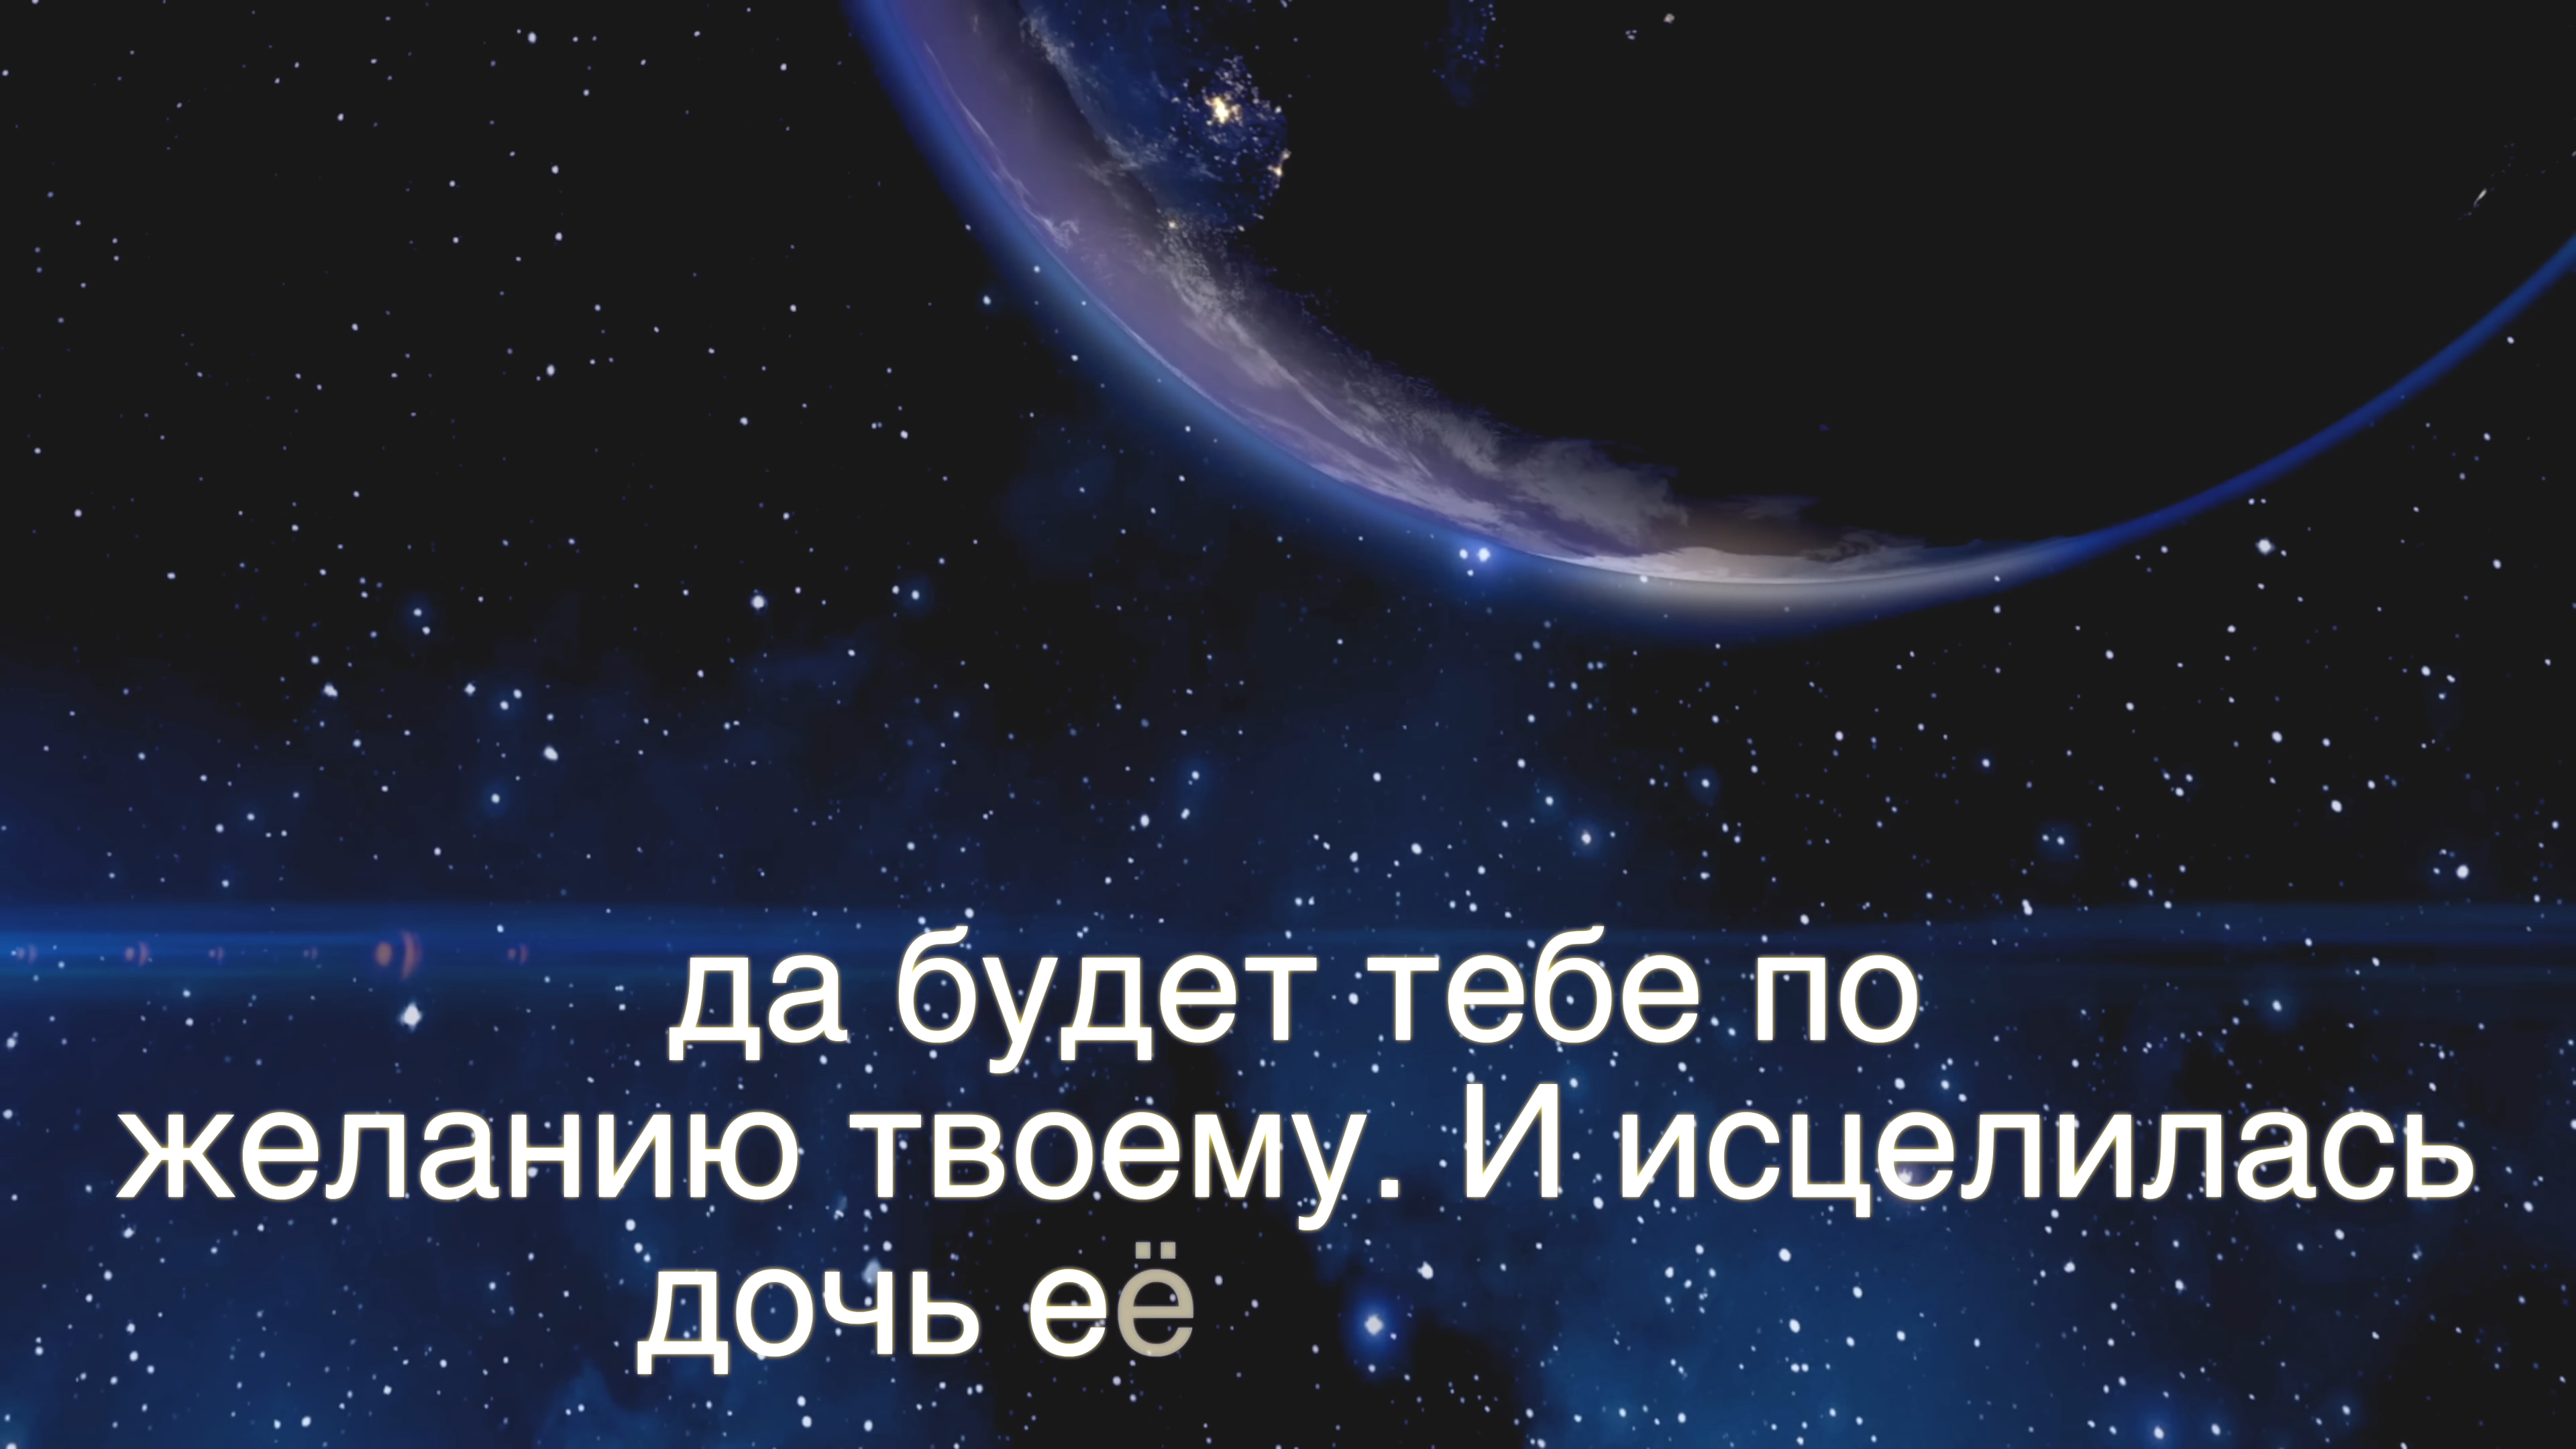 да будет тебе по
желанию твоему. И исцелилась
дочь её